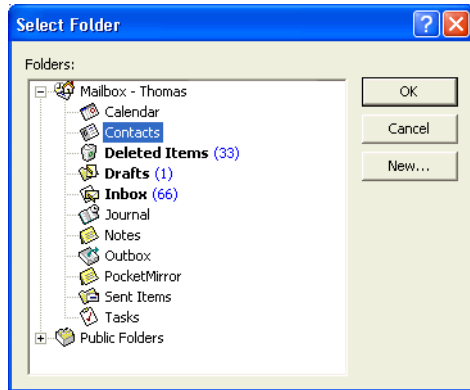 Select Folder
Folders:
Mailbox - Thomas
Calendar
Contacts
Deleted Items (33)
Drafts (1)
Inbox (66)
Journal
Notes
Outbox
PocketMirror
Sent Items
Tasks
Public Folders
OK
Cancel
New...